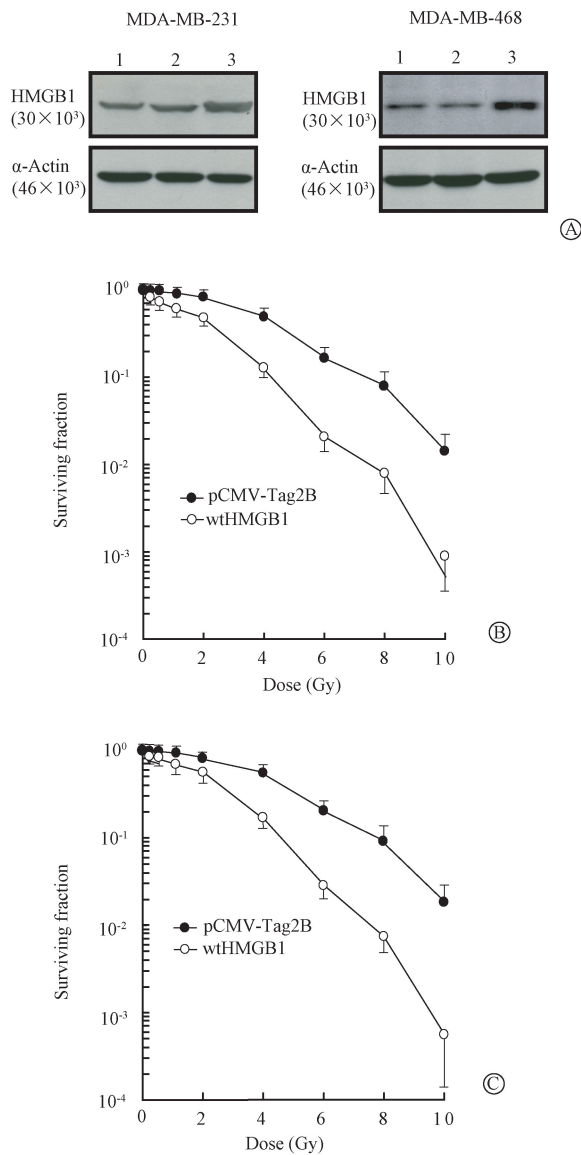 MDA-MB-231
MDA-MB-468
1 2 3
1 2 3
HMGB1
(30×10³)
HMGB1
(30×10³)
α-Actin
(46×10³)
α-Actin
(46×10³)
A
10⁰
10⁻¹
10⁻²
10⁻³
10⁻⁴
Surviving fraction
pCMV-Tag2B
wtHMGB1
0 2 4 6 8 10
Dose (Gy)
B
10⁰
10⁻¹
10⁻²
10⁻³
10⁻⁴
Surviving fraction
pCMV-Tag2B
wtHMGB1
0 2 4 6 8 10
Dose (Gy)
C